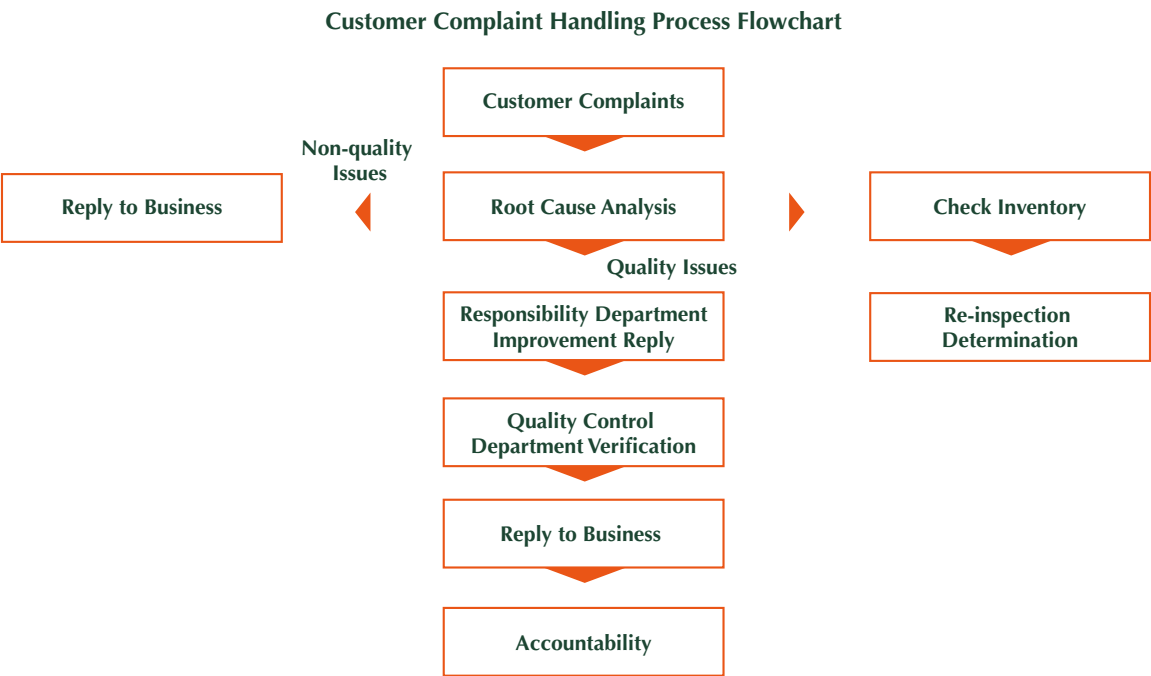 Customer Complaint Handling Process Flowchart
Customer Complaints
Non-quality
Issues
Reply to Business
Root Cause Analysis
Check Inventory
Quality Issues
Responsibility Department
Improvement Reply
Re-inspection
Determination
Quality Control
Department Verification
Reply to Business
Accountability